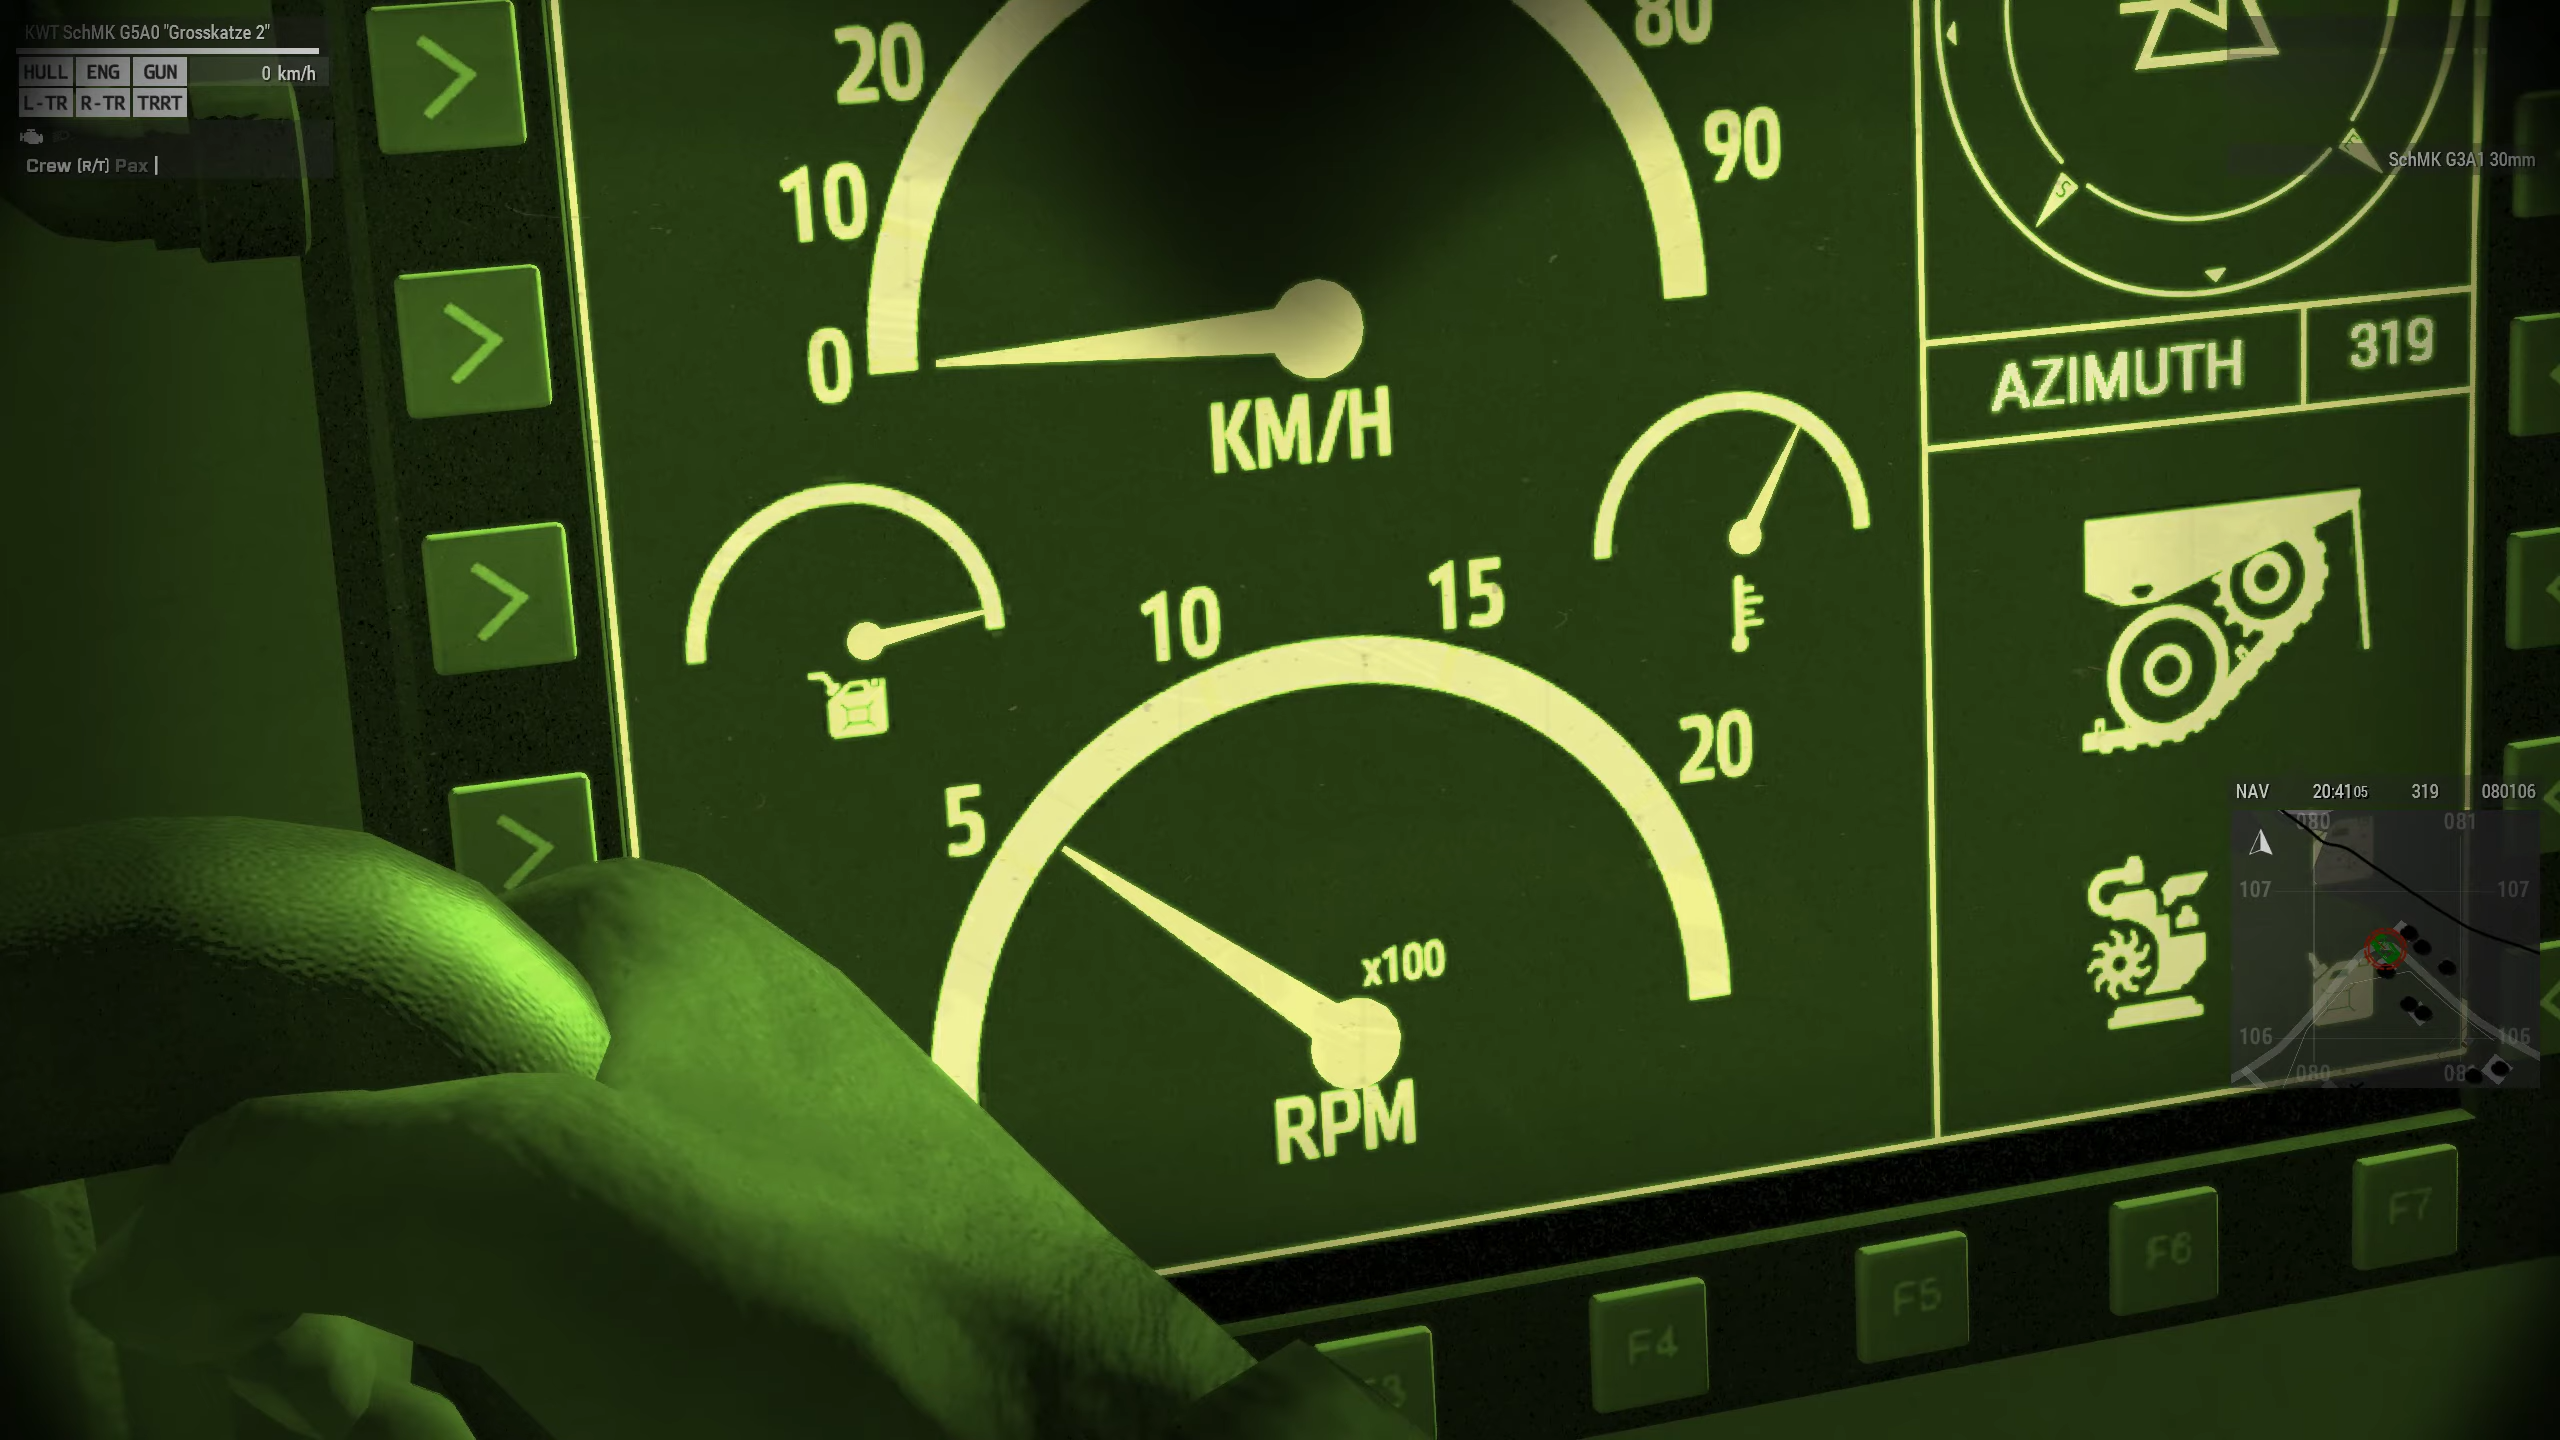 KWT SchMK G5A0 "Grosskatze 2"
HULL ENG GUN 0 km/h
L-TR R-TR TRRT
Crew (R/T) Pax |
20
10
0
80
90
KM/H
S
SchMK G3A1 30mm
AZIMUTH 319
5
10
15
20
x100
RPM
NAV 20:4105 319 080106
080 081
107 107
106 106
080
F4
F5
F6
F7